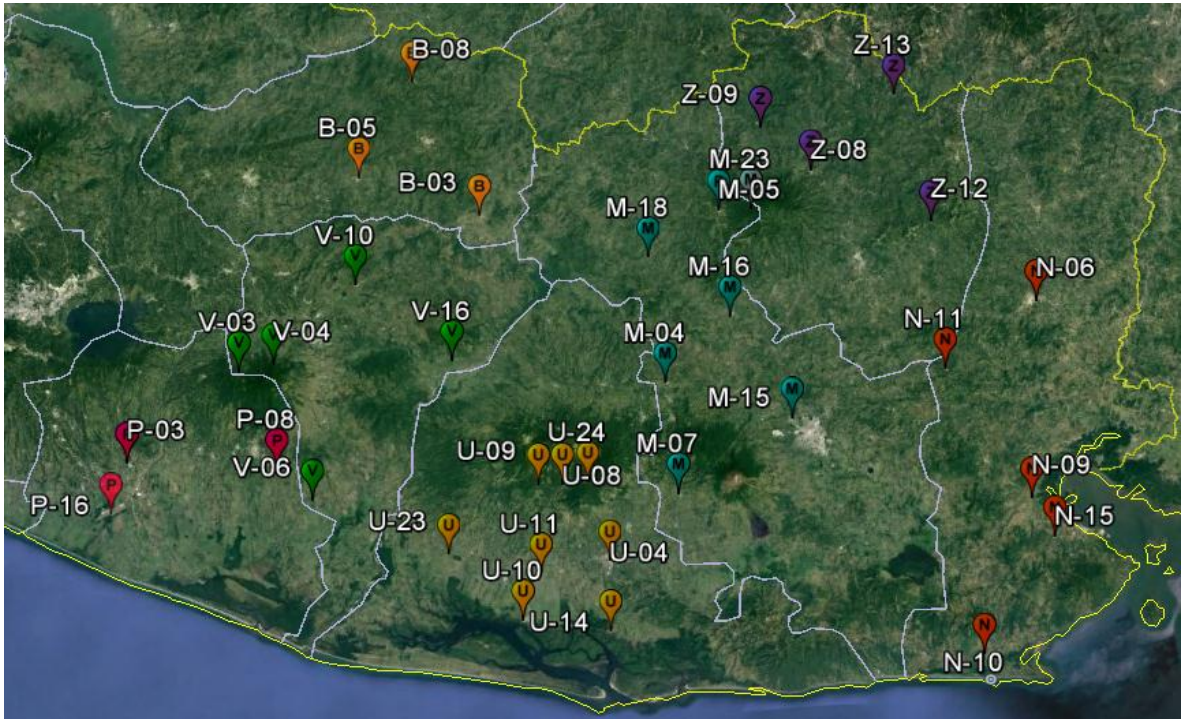 B-08
Z-13
Z-09
B-05
Z-08
M-23
B-03
M-05
Z-12
M-18
V-10
M-16
N-06
V-03
V-04
V-16
N-11
M-04
M-15
P-03
P-08
U-24
U-09
M-07
V-06
U-08
N-09
P-16
U-23
U-11
N-15
U-04
U-10
U-14
N-10